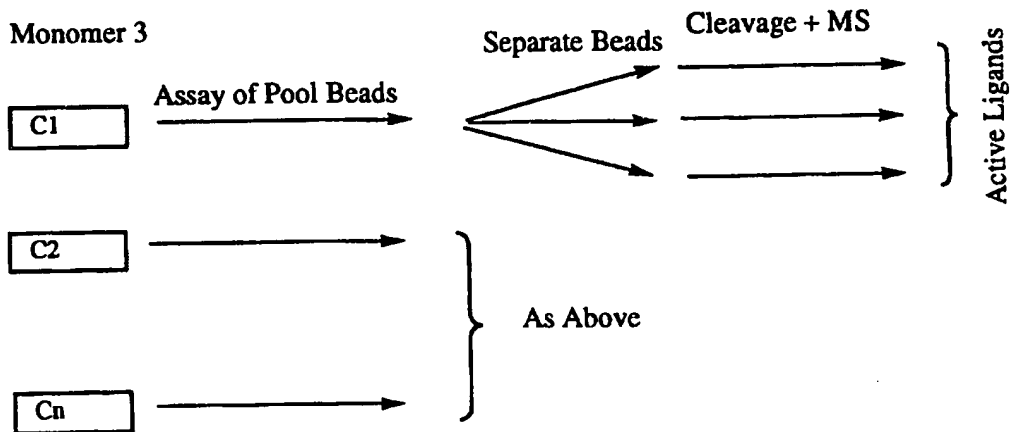 Monomer 3
Separate Beads
Cleavage + MS
Assay of Pool Beads
C1
Active Ligands
C2
As Above
Cn